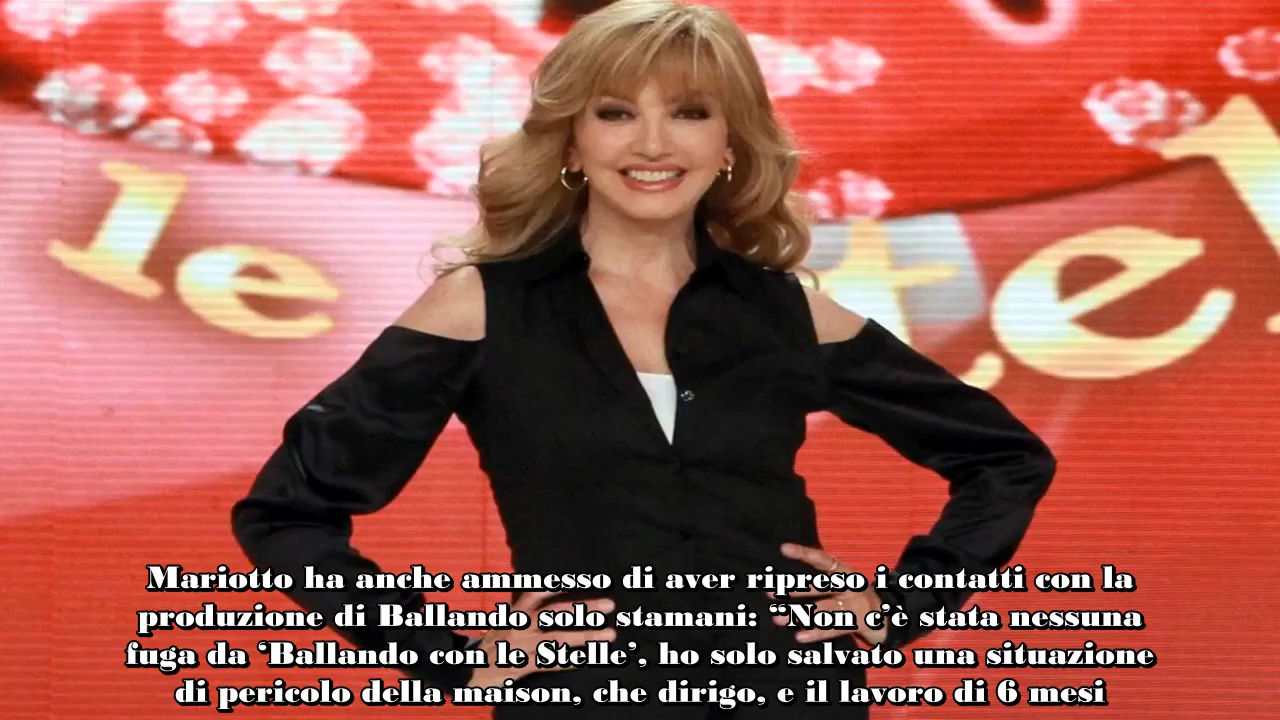 le stel
Mariotto ha anche ammesso di aver ripreso i contatti con la
produzione di Ballando solo stamani: “Non c’è stata nessuna
fuga da ‘Ballando con le Stelle’, ho solo salvato una situazione
di pericolo della maison, che dirigo, e il lavoro di 6 mesi